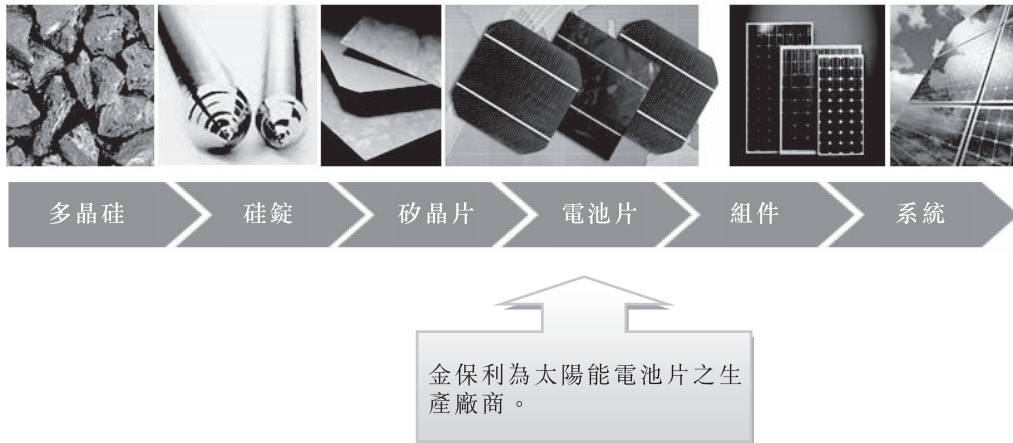 多晶硅
硅錠
矽晶片
電池片
組件
系統
金保利為太陽能電池片之生
產廠商。